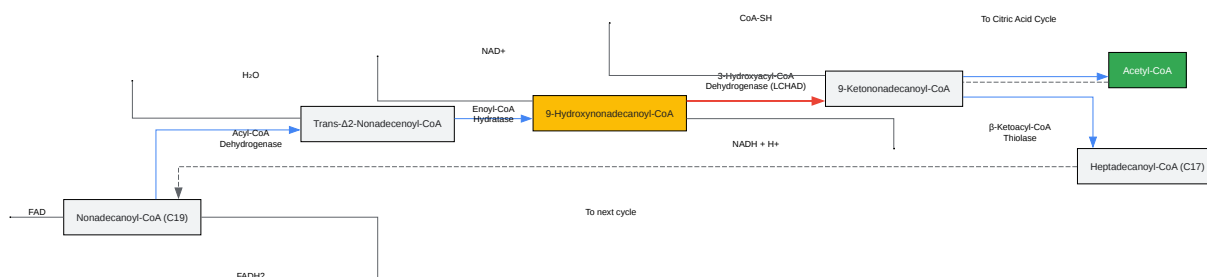 CoA-SH
To Citric Acid Cycle
NAD+
H₂O
Acetyl-CoA
3-Hydroxyacyl-CoA
Dehydrogenase (LCHAD)
9-Ketononadecanoyl-CoA
Enoyl-CoA
Hydratase
9-Hydroxynonadecanoyl-CoA
Trans-Δ2-Nonadecenoyl-CoA
Acyl-CoA
Dehydrogenase
β-Ketoacyl-CoA
Thiolase
NADH + H+
Heptadecanoyl-CoA (C17)
FAD
Nonadecanoyl-CoA (C19)
To next cycle
FADH2